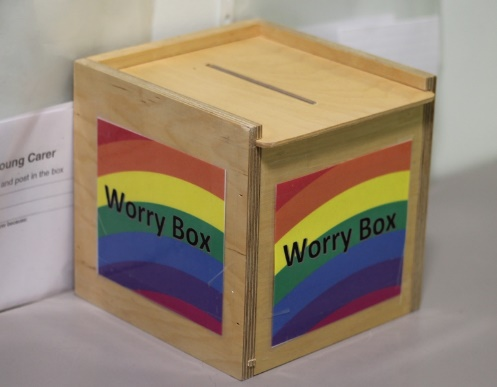 oung Carer
and post in the box
Worry Box
Worry Box